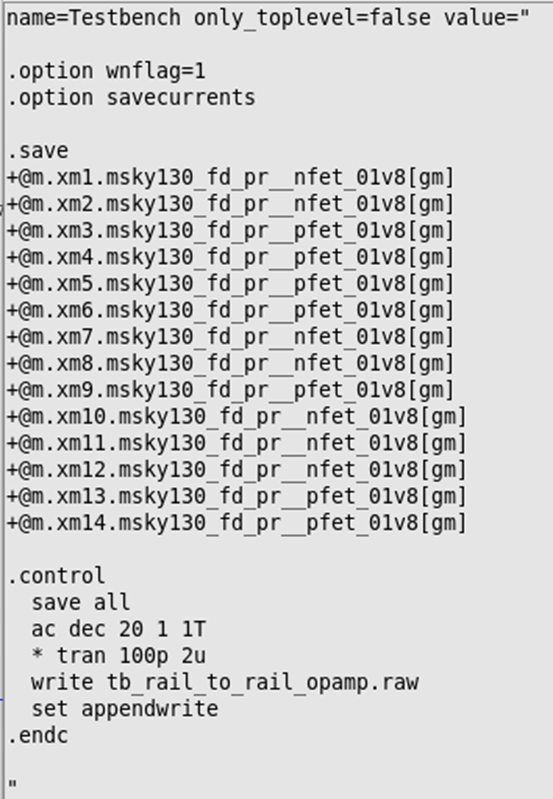 name=Testbench only_toplevel=false value="
.option wnflag=1
.option savecurrents
.save
+@m.xm1.msky130_fd_pr__nfet_01v8[gm]
+@m.xm2.msky130_fd_pr__nfet_01v8[gm]
+@m.xm3.msky130_fd_pr__pfet_01v8[gm]
+@m.xm4.msky130_fd_pr__pfet_01v8[gm]
+@m.xm5.msky130_fd_pr__pfet_01v8[gm]
+@m.xm6.msky130_fd_pr__pfet_01v8[gm]
+@m.xm7.msky130_fd_pr__nfet_01v8[gm]
+@m.xm8.msky130_fd_pr__nfet_01v8[gm]
+@m.xm9.msky130_fd_pr__pfet_01v8[gm]
+@m.xm10.msky130_fd_pr__nfet_01v8[gm]
+@m.xm11.msky130_fd_pr__nfet_01v8[gm]
+@m.xm12.msky130_fd_pr__nfet_01v8[gm]
+@m.xm13.msky130_fd_pr__pfet_01v8[gm]
+@m.xm14.msky130_fd_pr__pfet_01v8[gm]
.control
save all
ac dec 20 1 1T
* tran 100p 2u
write tb_rail_to_rail_opamp.raw
set appendwrite
.endc
"